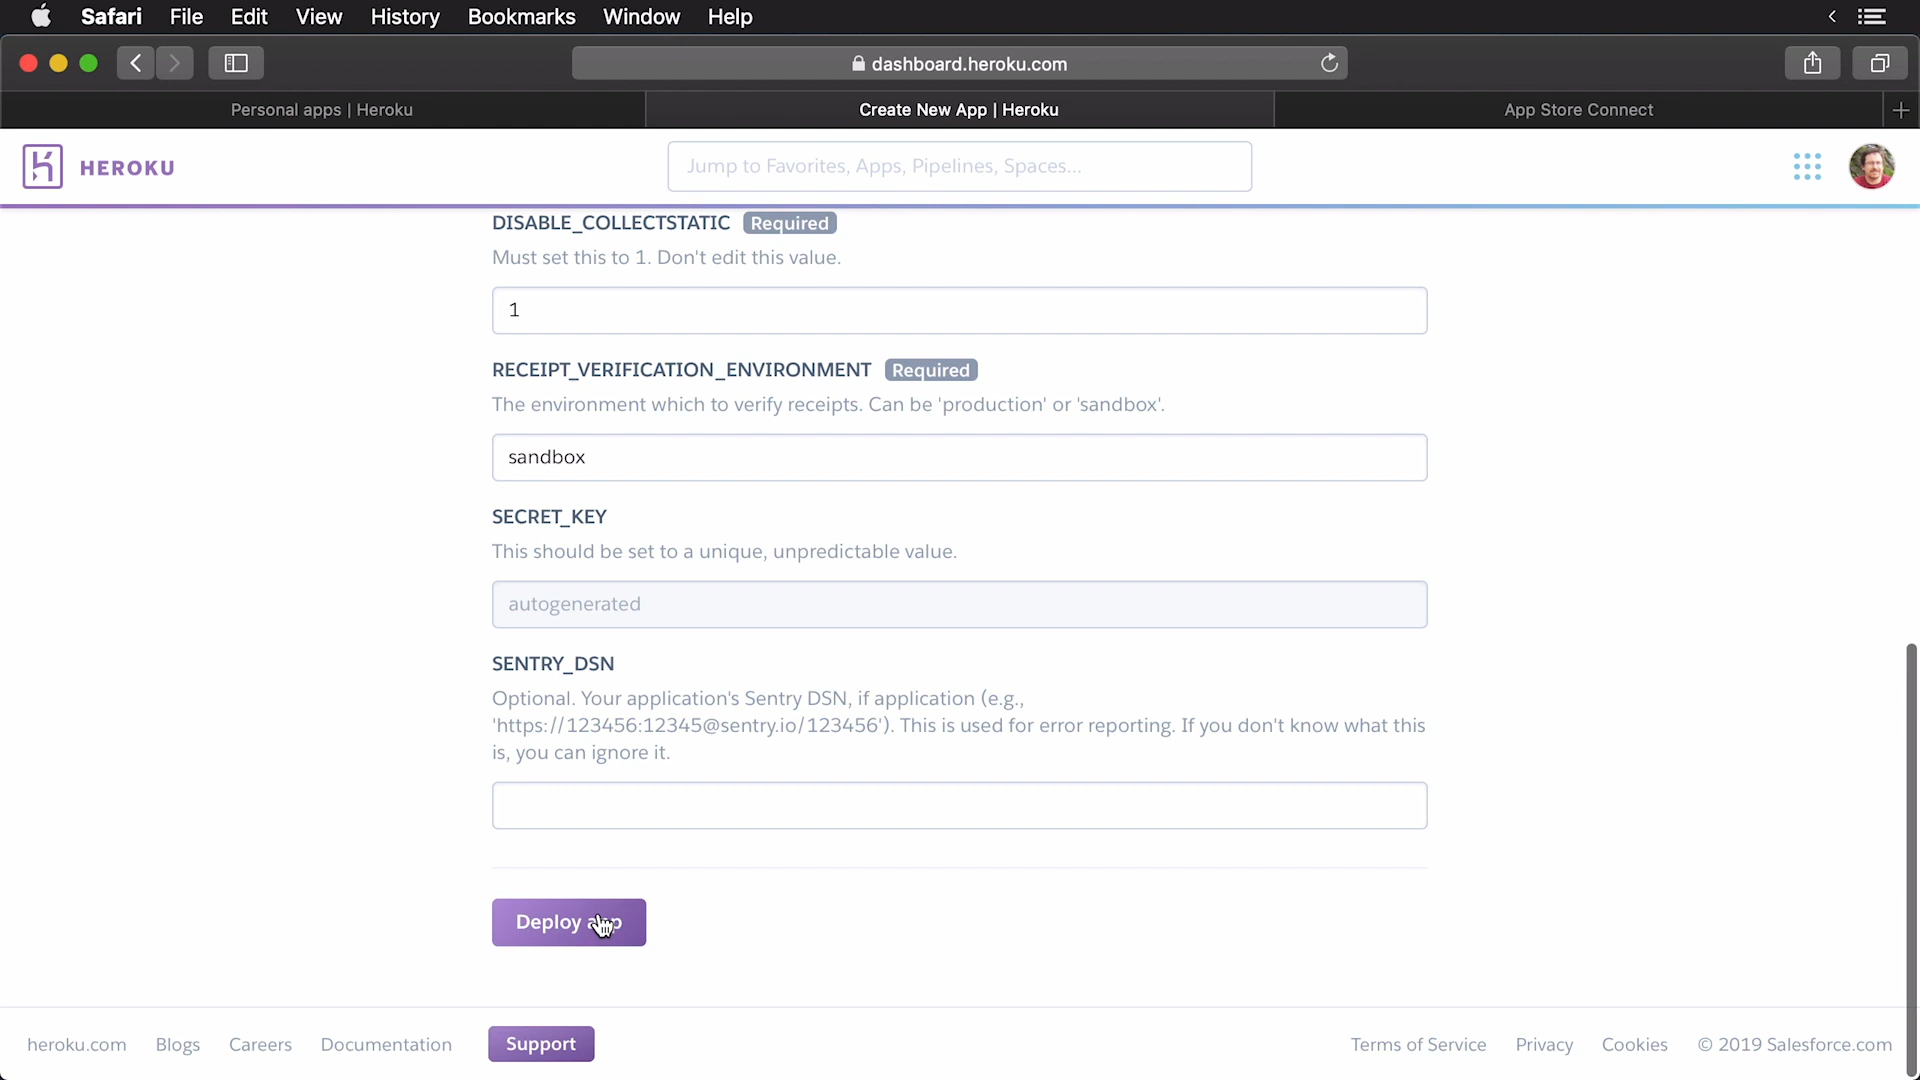 Safari File Edit View History Bookmarks Window Help
dashboard.heroku.com
Personal apps | Heroku
Create New App | Heroku
App Store Connect
HEROKU
Jump to Favorites, Apps, Pipelines, Spaces...
DISABLE_COLLECTSTATIC Required
Must set this to 1. Don't edit this value.
1
RECEIPT_VERIFICATION_ENVIRONMENT Required
The environment which to verify receipts. Can be 'production' or 'sandbox'.
sandbox
SECRET_KEY
This should be set to a unique, unpredictable value.
autogenerated
SENTRY_DSN
Optional. Your application's Sentry DSN, if application (e.g.,
'https://123456:12345@sentry.io/123456'). This is used for error reporting. If you don't know what this
is, you can ignore it.
Deploy app
heroku.com Blogs Careers Documentation Support Terms of Service Privacy Cookies © 2019 Salesforce.com